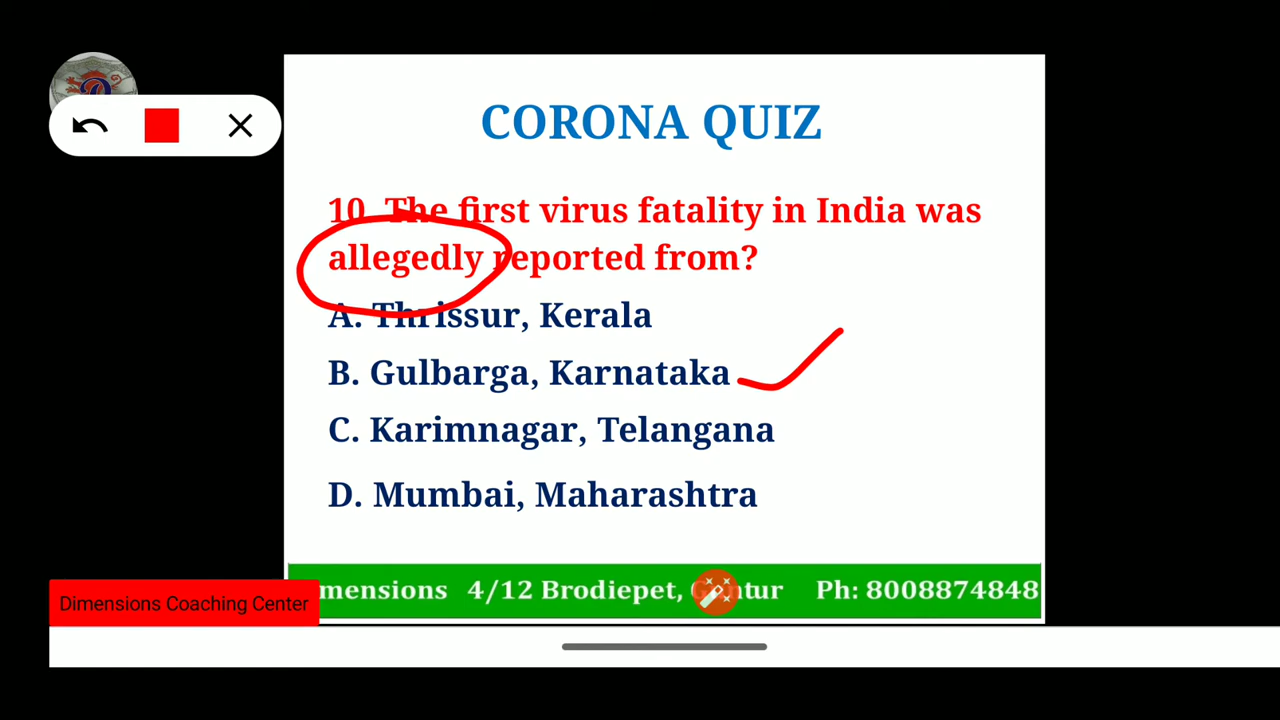 CORONA QUIZ
10. The first virus fatality in India was
allegedly reported from?
A. Thrissur, Kerala
B. Gulbarga, Karnataka
C. Karimnagar, Telangana
D. Mumbai, Maharashtra
mensions 4/12 Brodiepet, Ph: 8008874848
Dimensions Coaching Center